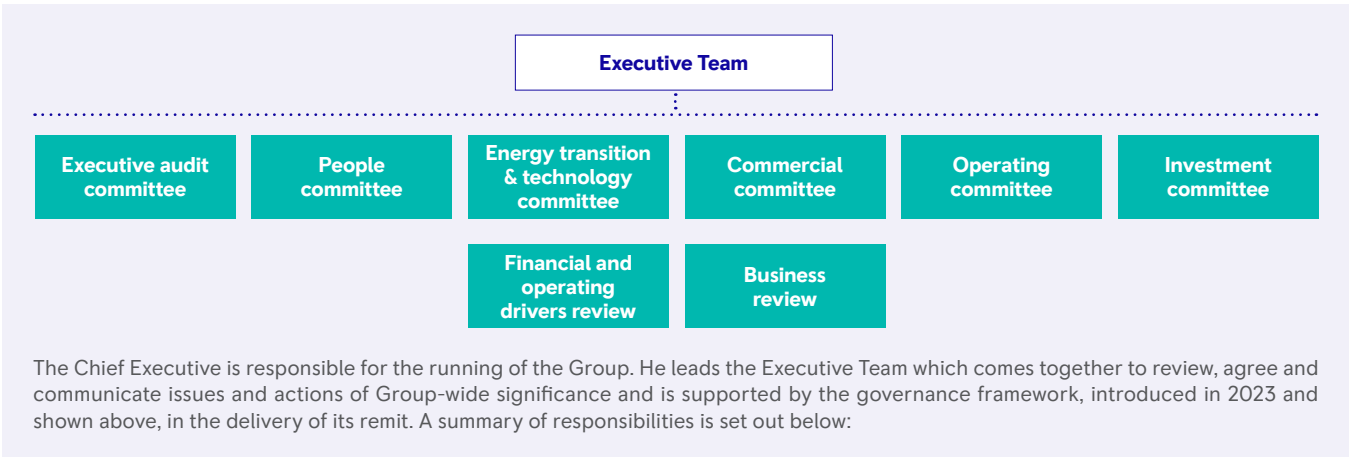 Executive Team
Executive audit
committee
People
committee
Energy transition
& technology
committee
Commercial
committee
Operating
committee
Investment
committee
Financial and
operating
drivers review
Business
review
The Chief Executive is responsible for the running of the Group. He leads the Executive Team which comes together to review, agree and
communicate issues and actions of Group-wide significance and is supported by the governance framework, introduced in 2023 and
shown above, in the delivery of its remit. A summary of responsibilities is set out below: